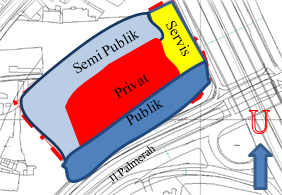 Semi Publik
Servis
Privat
Publik
Jl.Palmerah
U